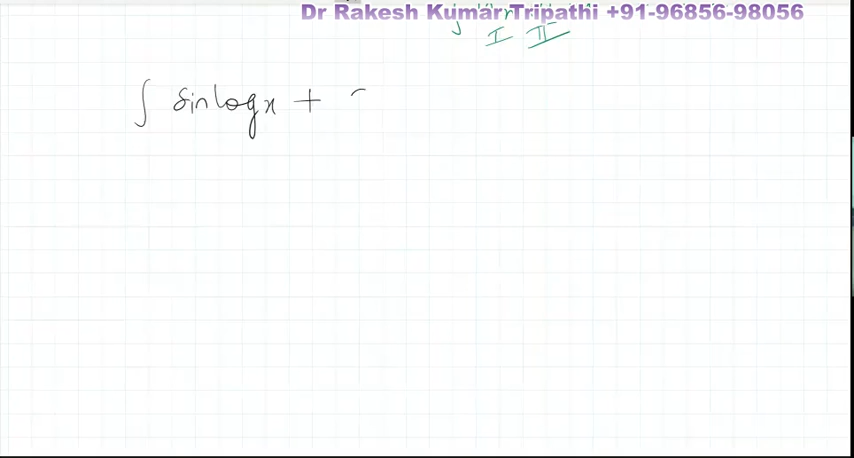 Dr Rakesh Kumar Tripathi +91-96856-98056
I II
∫ sin log x +